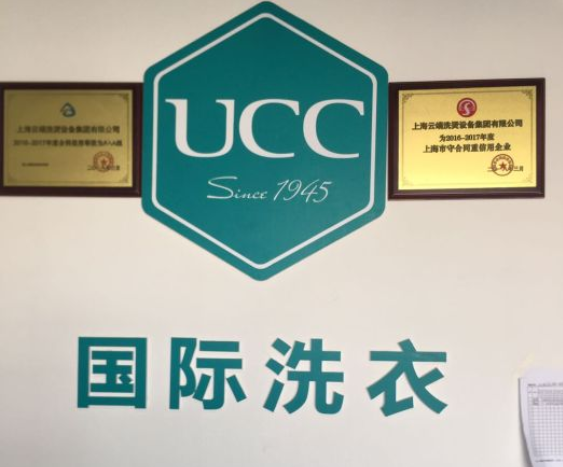 上海云端洗烫设备集团有限公司
UCC
Since 1945
上海云端洗烫设备集团有限公司
为2016-2017年度
上海市守合同重信用企业
国际洗衣